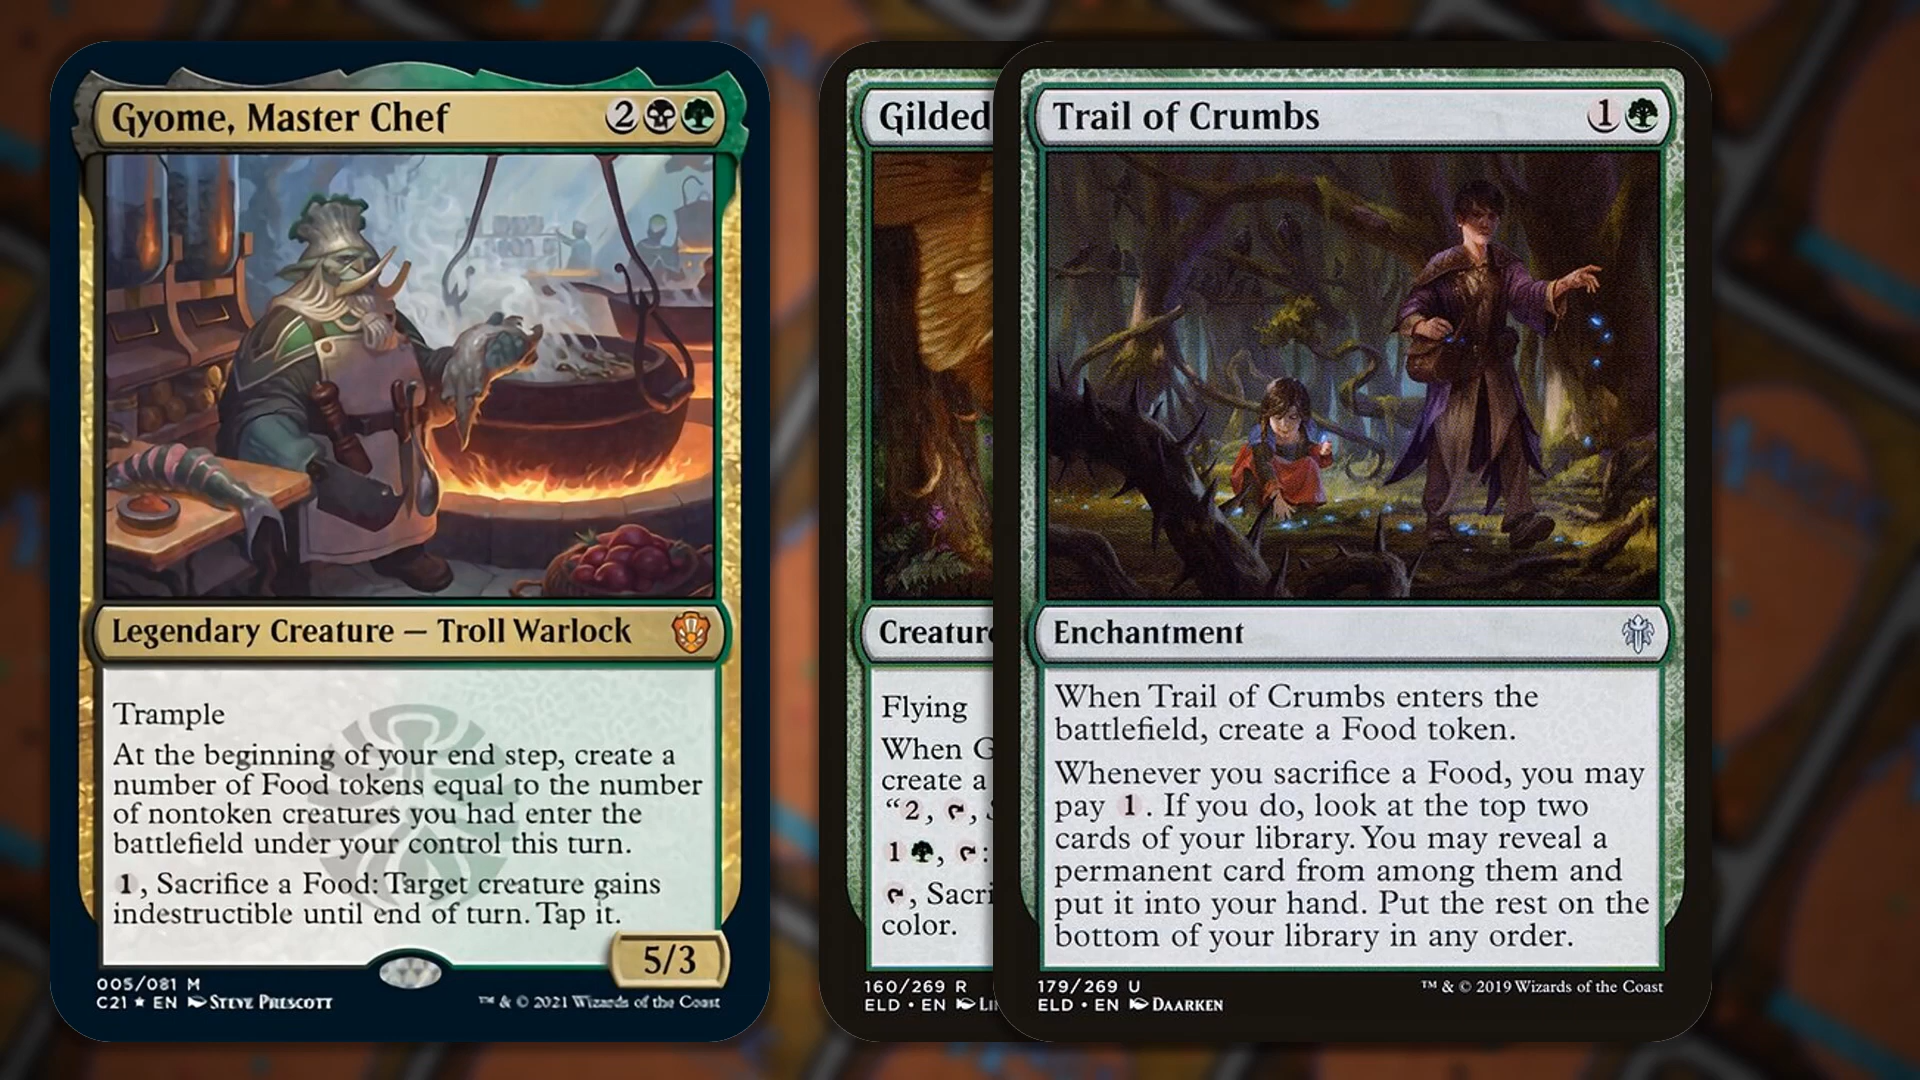 Gyome, Master Chef
2
Legendary Creature — Troll Warlock
Trample
At the beginning of your end step, create a
number of Food tokens equal to the number
of nontoken creatures you had enter the
battlefield under your control this turn.
1, Sacrifice a Food: Target creature gains
indestructible until end of turn. Tap it.
5/3
005/081 M
C21 ★ EN STEVE PRESCOTT
™ & © 2021 Wizards of the Coast
Gilded
Creature
Flying
When G
create a
“2, ,
1 , :
, Sacri
color.
160/269 R
ELD • EN
Trail of Crumbs
1
Enchantment
When Trail of Crumbs enters the
battlefield, create a Food token.
Whenever you sacrifice a Food, you may
pay 1. If you do, look at the top two
cards of your library. You may reveal a
permanent card from among them and
put it into your hand. Put the rest on the
bottom of your library in any order.
179/269 U
ELD • EN DAARKEN
™ & © 2019 Wizards of the Coast